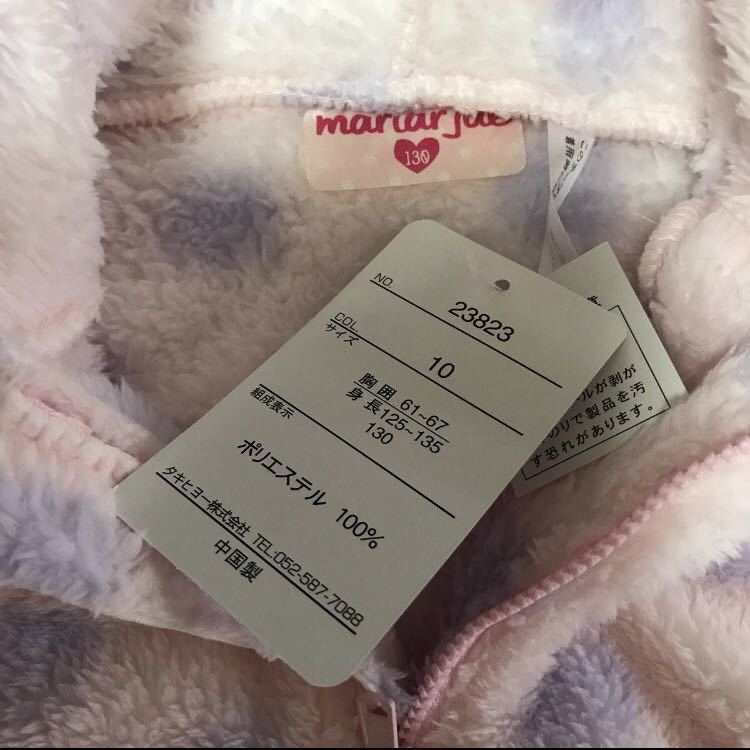 mariarjue
130
NO. 23823
COL. 10
サイズ
胸囲 61~67
身長125~135
130
組成表示
ポリエステル 100%
タキヒヨー株式会社 TEL:052-587-7088
中国製
ールが剥が
のりで製品を汚
す恐れがあります。